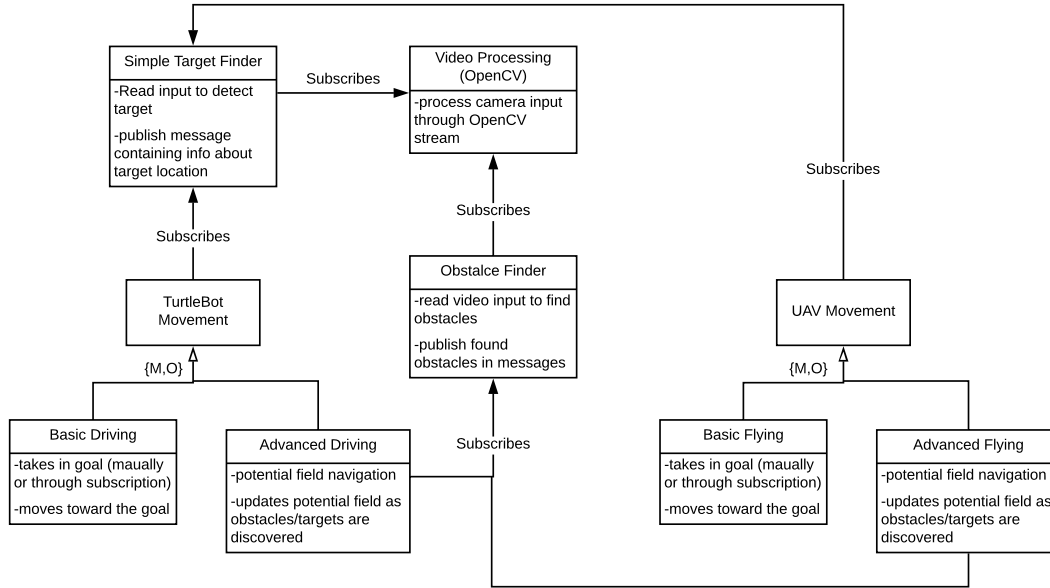 Simple Target Finder
-Read input to detect
target
-publish message
containing info about
target location
Subscribes
Video Processing
(OpenCV)
-process camera input
through OpenCV
stream
Subscribes
Subscribes
Subscribes
TurtleBot
Movement
{M,O}
Obstalce Finder
-read video input to find
obstacles
-publish found
obstacles in messages
UAV Movement
{M,O}
Basic Driving
-takes in goal (maually
or through subscription)
-moves toward the goal
Advanced Driving
-potential field navigation
-updates potential field as
obstacles/targets are
discovered
Subscribes
Basic Flying
-takes in goal (maually
or through subscription)
-moves toward the goal
Advanced Flying
-potential field navigation
-updates potential field as
obstacles/targets are
discovered